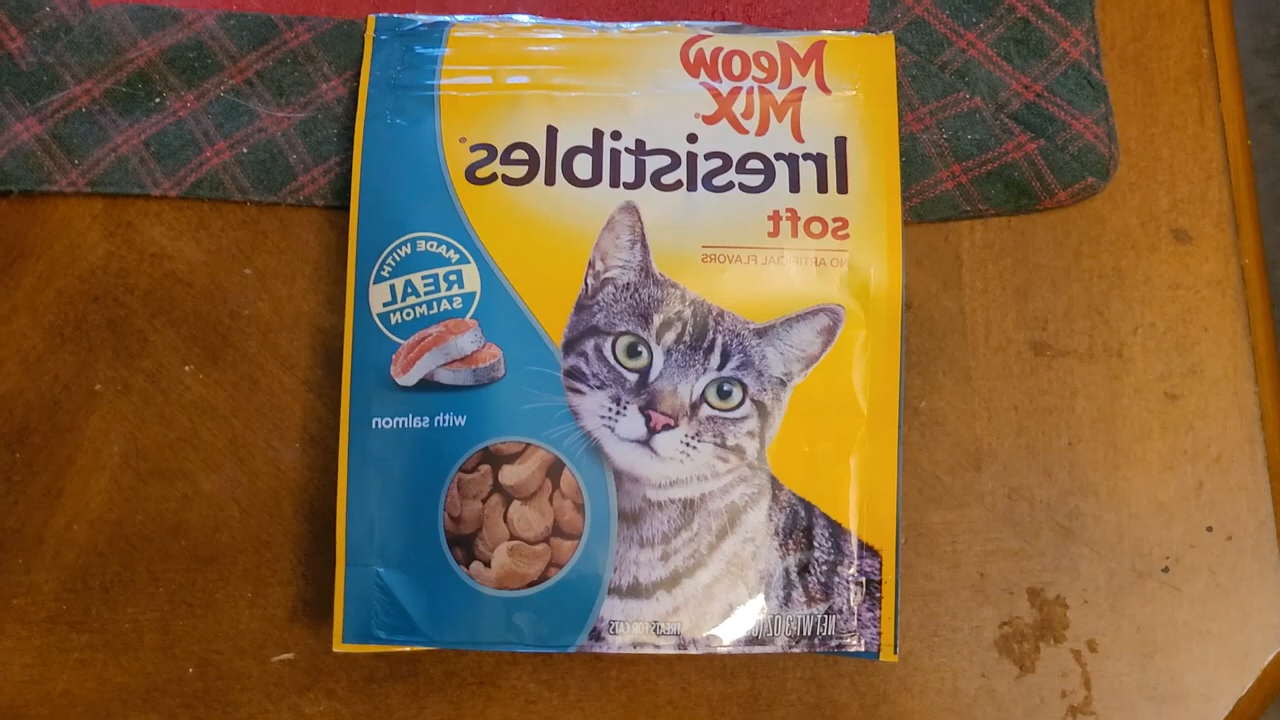 Meow
Mix®
Irresistibles®
soft
NO ARTIFICIAL FLAVORS
MADE WITH
REAL
SALMON
with salmon
NET WT 3 OZ
TREATS FOR CATS